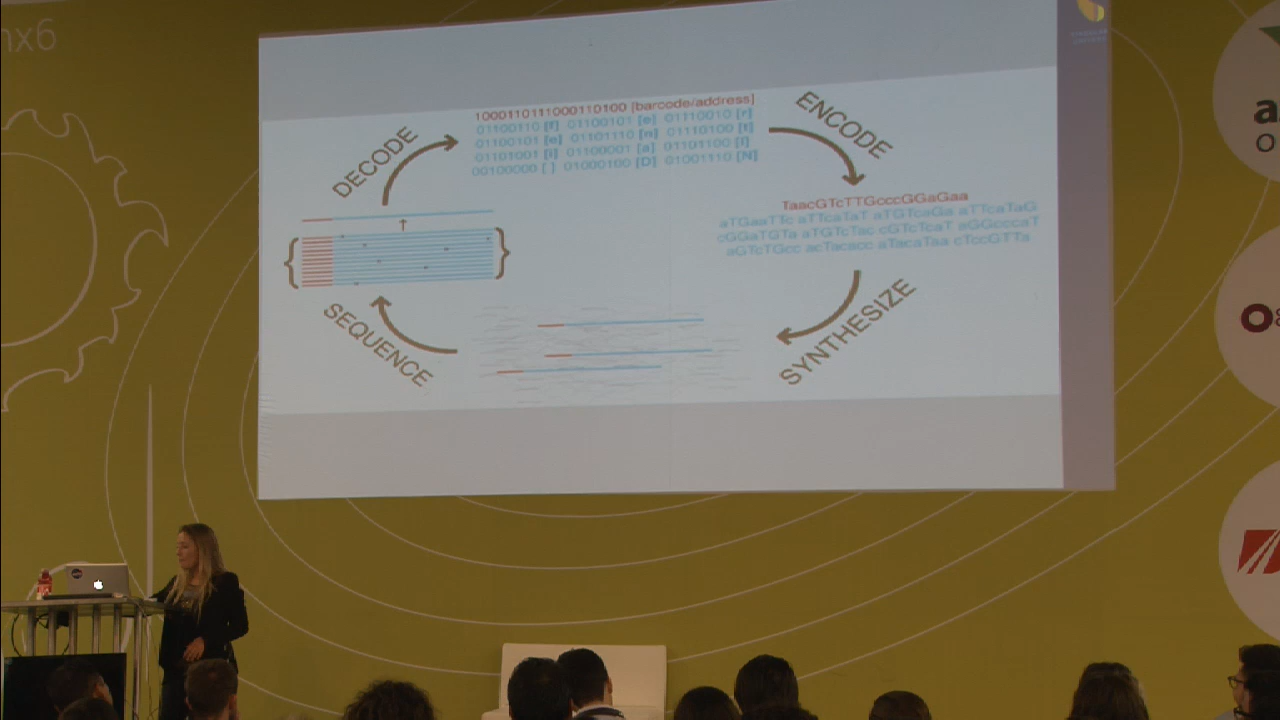 nx6
1000110111000110100 [barcode/address]
01100110 [f] 01100101 [e] 01110010 [r]
01100101 [e] 01101110 [n] 01110100 [t]
01101001 [i] 01100001 [a] 01101100 [l]
00100000 [ ] 01000100 [D] 01001110 [N]
DECODE
ENCODE
TaacGTcTTGcccGGaGaa
aTGaaTTc aTTcaTaT aTGTcaGa aTTcaTaG
cGGaTGTa aTGTcTac cGTcTcaT aGGcccaT
aGTcTGcc acTacacc aTacaTaa cTccGTTa
SEQUENCE
SYNTHESIZE